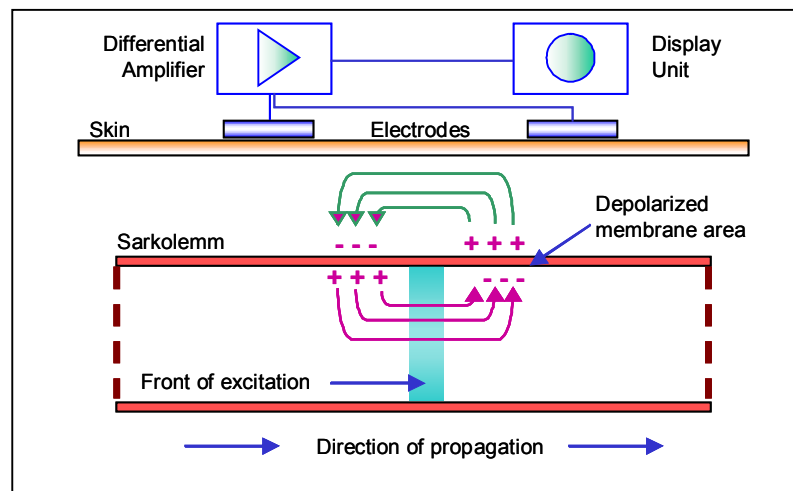 Differential
Amplifier
Display
Unit
Skin
Electrodes
Depolarized
membrane area
Sarkolemm
- - -
+ + +
+ + +
- - -
Front of excitation
Direction of propagation